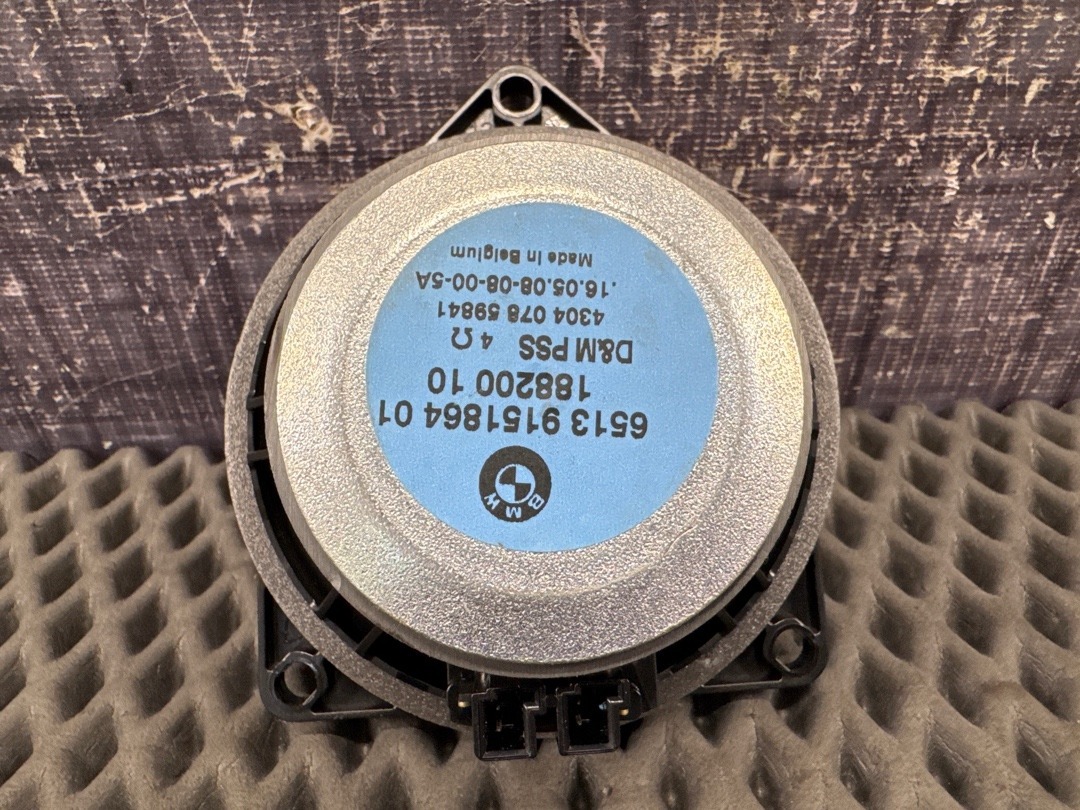 BMW
6513 9151864 01
188200 10
D&M PSS 4 Ω
4304 078 59841
.16.05.08-08-00-5A
Made In Belgium